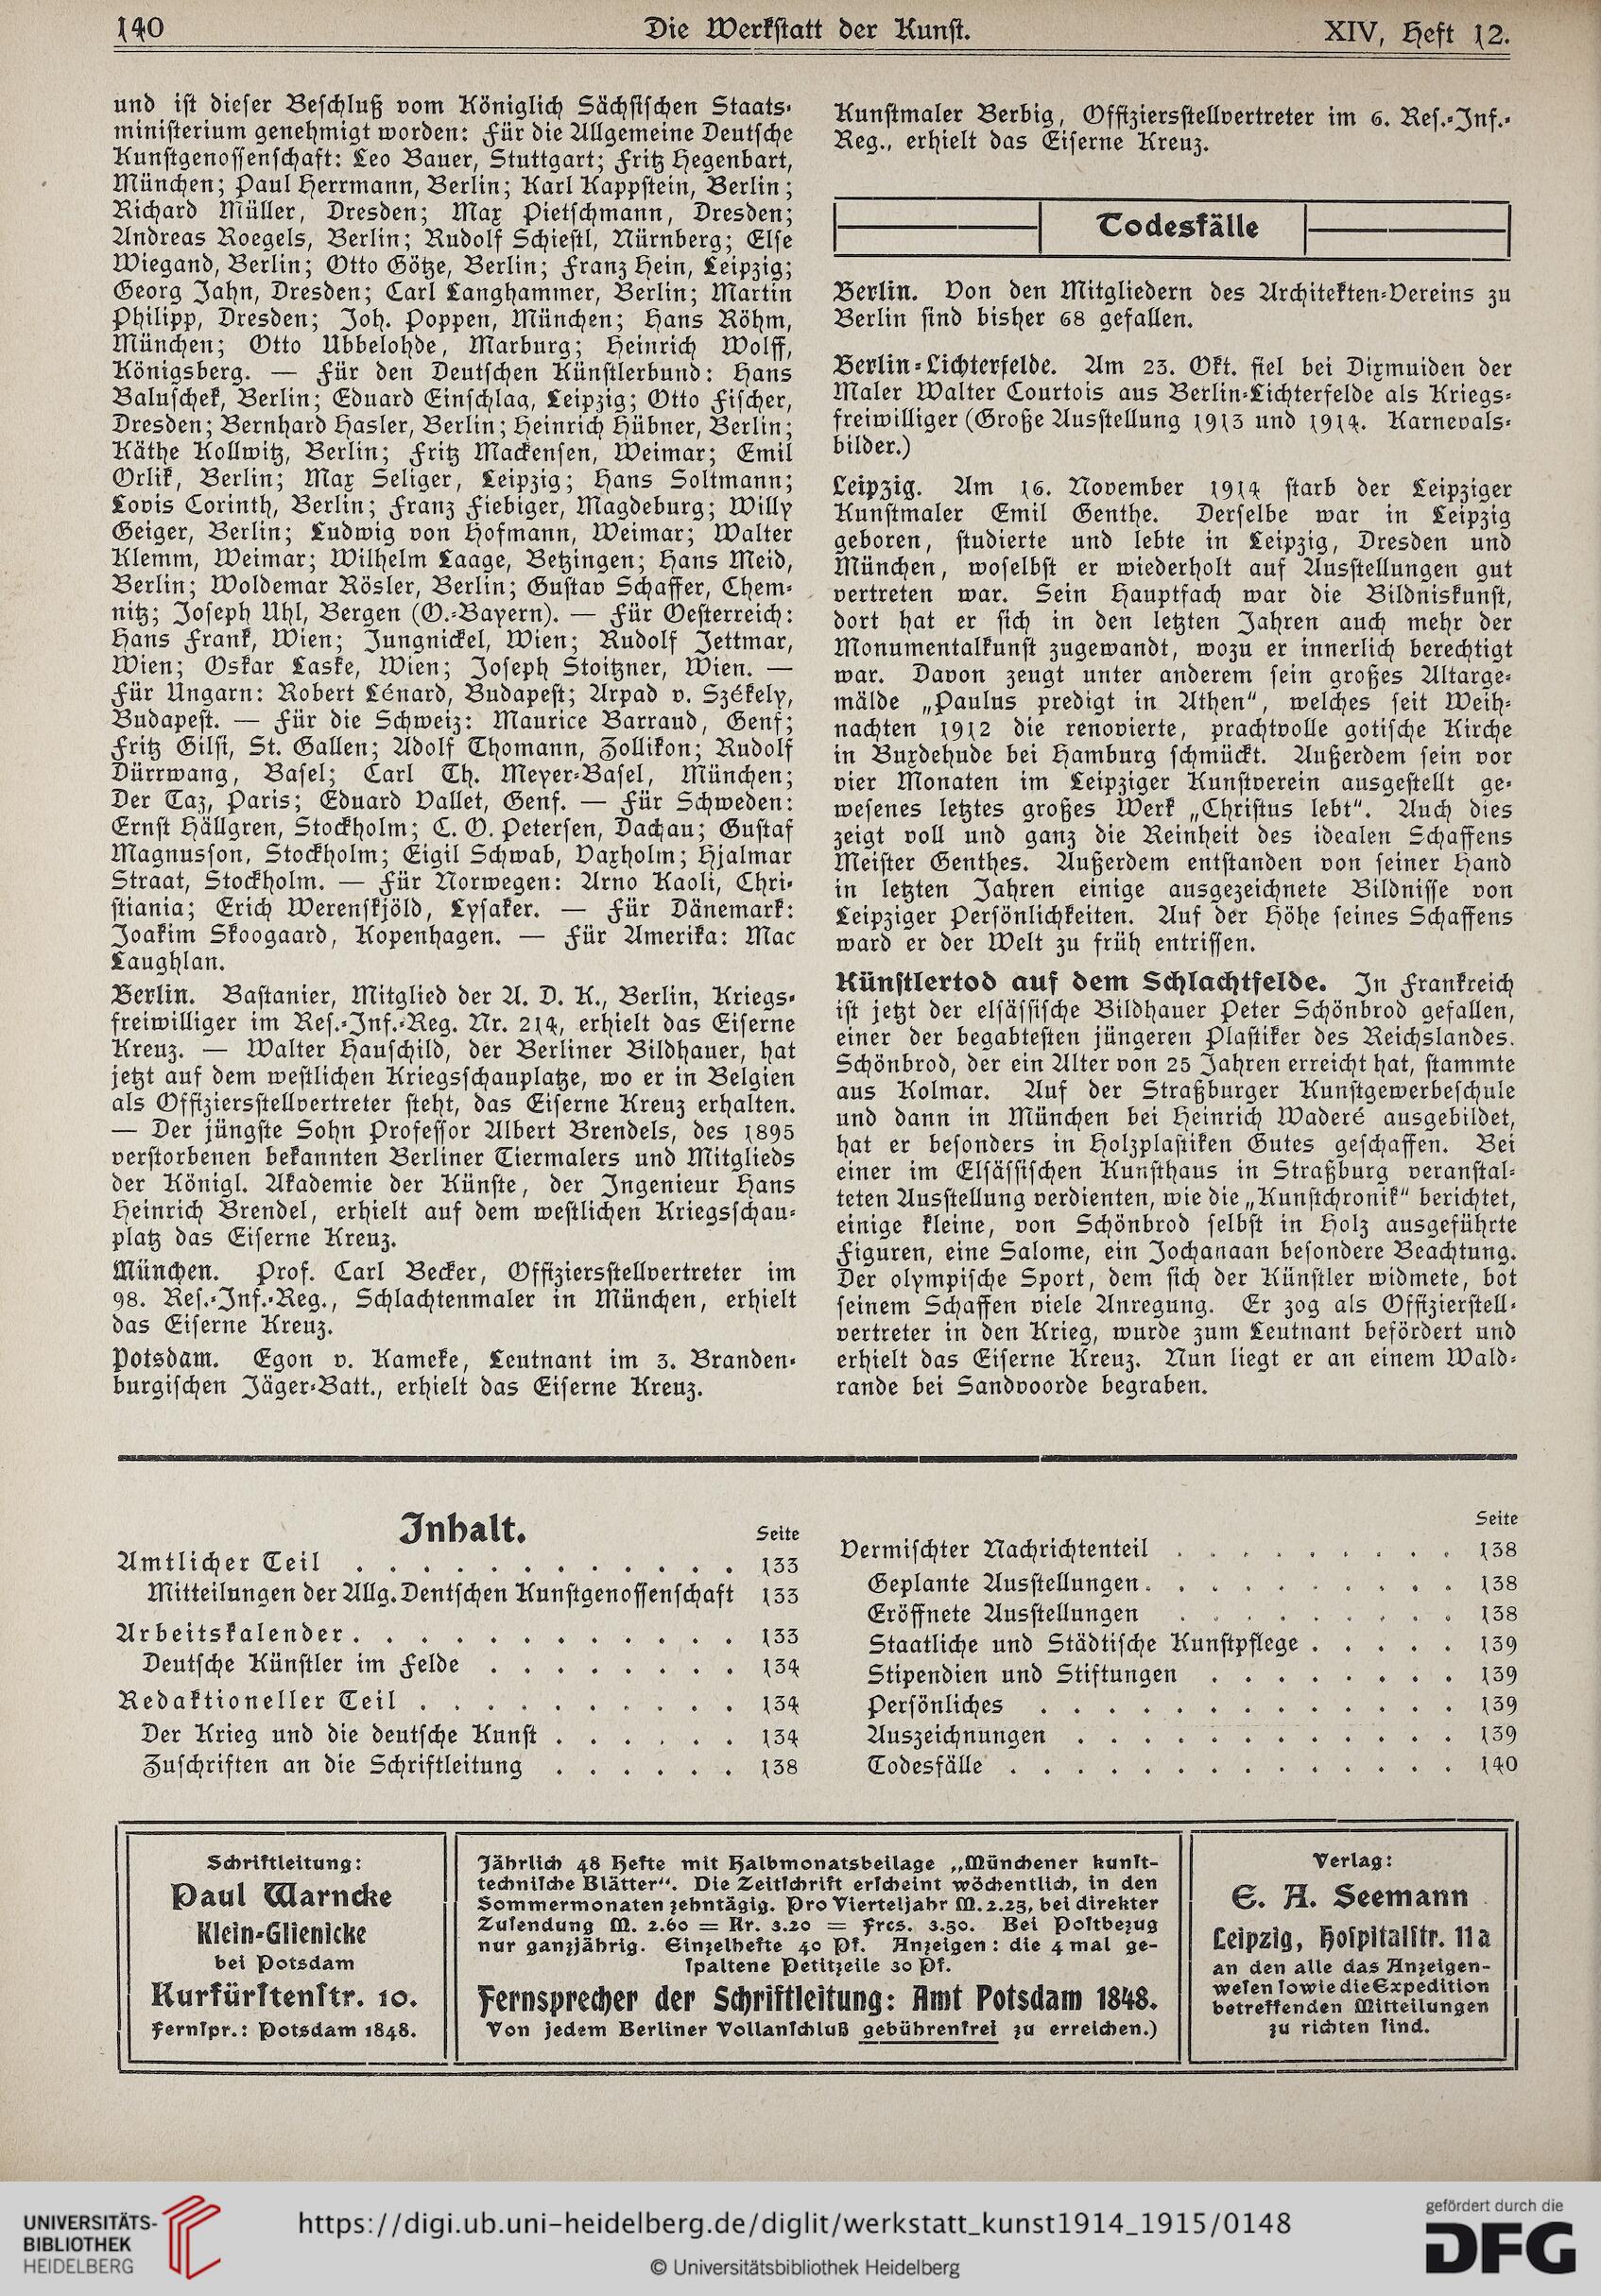 140
Die Werkstatt der Kunst.
XIV, Heft 12.
und ist dieser Beschluß vom Königlich Sächsischen Staats-
ministerium genehmigt worden: Für die Allgemeine Deutsche
Kunstgenossenschaft: Leo Bauer, Stuttgart; Fritz Hegenbart,
München; Paul Herrmann, Berlin; Karl Kappstein, Berlin;
Richard Müller, Dresden; Max Pietschmann, Dresden;
Andreas Roegels, Berlin; Rudolf Schiestl, Nürnberg; Else
Wiegand, Berlin; Otto Götze, Berlin; Franz Hein, Leipzig;
Georg Jahn, Dresden; Carl Langhammer, Berlin; Martin
Philipp, Dresden; Joh. Poppen, München; Hans Röhm,
München; Otto Ubbelohde, Marburg; Heinrich Wolff,
Königsberg. — Für den Deutschen Künstlerbund: Hans
Baluschek, Berlin; Eduard Einschlag, Leipzig; Otto Fischer,
Dresden; Bernhard Hasler, Berlin; Heinrich Hübner, Berlin;
Käthe Kollwitz, Berlin; Fritz Mackensen, Weimar; Emil
Orlik, Berlin; Max Seliger, Leipzig; Hans Soltmann;
Lovis Corinth, Berlin; Franz Fiebiger, Magdeburg; Willy
Geiger, Berlin; Ludwig von Hofmann, Weimar; Walter
Klemm, Weimar; Wilhelm Laage, Betzingen; Hans Meid,
Berlin; Woldemar Rösler, Berlin; Gustav Schaffer, Chem-
nitz; Joseph Uhl, Bergen (O.-Bayern). — Für Oesterreich:
Hans Frank, Wien; Jungnickel, Wien; Rudolf Jettmar,
Wien; Oskar Laske, Wien; Joseph Stoitzner, Wien. —
Für Ungarn: Robert Lénard, Budapest; Arpad v. Székely,
Budapest. — Für die Schweiz: Maurice Barraud, Genf;
Fritz Gilsi, St. Gallen; Adolf Thomann, Zollikon; Rudolf
Dürrwang, Basel; Carl Th. Meyer-Basel, München;
Der Taz, Paris; Eduard Vallet, Genf. — Für Schweden:
Ernst Hällgren, Stockholm; C. O. Petersen, Dachau; Gustaf
Magnusson, Stockholm; Eigil Schwab, Vaxholm; Hjalmar
Straat, Stockholm. — Für Norwegen: Arno Kaoli, Chri-
stiania; Erich Werenskjöld, Lysaker. — Für Dänemark:
Joakim Skoogaard, Kopenhagen. — Für Amerika: Mac
Laughlan.
Berlin. Bastanier, Mitglied der A. D. K., Berlin, Kriegs-
freiwilliger im Res.-Inf.-Reg. Nr. 214, erhielt das Eiserne
Kreuz. — Walter Hauschild, der Berliner Bildhauer, hat
jetzt auf dem westlichen Kriegsschauplatze, wo er in Belgien
als Offiziersstellvertreter steht, das Eiserne Kreuz erhalten.
— Der jüngste Sohn Professor Albert Brendels, des 1895
verstorbenen bekannten Berliner Tiermalers und Mitglieds
der Königl. Akademie der Künste, der Ingenieur Hans
Heinrich Brendel, erhielt auf dem westlichen Kriegsschau-
platz das Eiserne Kreuz.
München. Prof. Carl Becker, Offiziersstellvertreter im
98. Res.-Inf.-Reg., Schlachtenmaler in München, erhielt
das Eiserne Kreuz.
Potsdam. Egon v. Kameke, Leutnant im 3. Branden-
burgischen Jäger-Batt., erhielt das Eiserne Kreuz.
Kunstmaler Berbig, Offiziersstellvertreter im 6. Res.-Inf.-
Reg., erhielt das Eiserne Kreuz.
Todesfälle
Berlin. Von den Mitgliedern des Architekten-Vereins zu
Berlin sind bisher 68 gefallen.
Berlin-Lichterfelde. Am 23. Okt. fiel bei Dixmuiden der
Maler Walter Courtois aus Berlin-Lichterfelde als Kriegs-
freiwilliger (Große Ausstellung 1913 und 1914. Karnevals-
bilder.)
Leipzig. Am 16. November 1914 starb der Leipziger
Kunstmaler Emil Genthe. Derselbe war in Leipzig
geboren, studierte und lebte in Leipzig, Dresden und
München, woselbst er wiederholt auf Ausstellungen gut
vertreten war. Sein Hauptfach war die Bildniskunst,
dort hat er sich in den letzten Jahren auch mehr der
Monumentalkunst zugewandt, wozu er innerlich berechtigt
war. Davon zeugt unter anderem sein großes Altarge-
mälde „Paulus predigt in Athen“, welches seit Weih-
nachten 1912 die renovierte, prachtvolle gotische Kirche
in Buxdehude bei Hamburg schmückt. Außerdem sein vor
vier Monaten im Leipziger Kunstverein ausgestellt ge-
wesenes letztes großes Werk „Christus lebt“. Auch dies
zeigt voll und ganz die Reinheit des idealen Schaffens
Meister Genthes. Außerdem entstanden von seiner Hand
in letzten Jahren einige ausgezeichnete Bildnisse von
Leipziger Persönlichkeiten. Auf der Höhe seines Schaffens
ward er der Welt zu früh entrissen.
Künstlertod auf dem Schlachtfelde. In Frankreich
ist jetzt der elsässische Bildhauer Peter Schönbrod gefallen,
einer der begabtesten jüngeren Plastiker des Reichslandes.
Schönbrod, der ein Alter von 25 Jahren erreicht hat, stammte
aus Kolmar. Auf der Straßburger Kunstgewerbeschule
und dann in München bei Heinrich Waderé ausgebildet,
hat er besonders in Holzplastiken Gutes geschaffen. Bei
einer im Elsässischen Kunsthaus in Straßburg veranstal-
teten Ausstellung verdienten, wie die „Kunstchronik“ berichtet,
einige kleine, von Schönbrod selbst in Holz ausgeführte
Figuren, eine Salome, ein Jochanaan besondere Beachtung.
Der olympische Sport, dem sich der Künstler widmete, bot
seinem Schaffen viele Anregung. Er zog als Offizierstell-
vertreter in den Krieg, wurde zum Leutnant befördert und
erhielt das Eiserne Kreuz. Nun liegt er an einem Wald-
rande bei Sandvoorde begraben.
Inhalt.
Seite
Amtlicher Teil . . . . . . . . . . . . 133
Mitteilungen der Allg. Dentschen Kunstgenossenschaft 133
Arbeitskalender . . . . . . . . . . . . 133
Deutsche Künstler im Felde . . . . . . . . 134
Redaktioneller Teil . . . . . . . . . . 134
Der Krieg und die deutsche Kunst . . . . . . 134
Zuschriften an die Schriftleitung . . . . . . 138
Seite
Vermischter Nachrichtenteil . . . . . . . . . 138
Geplante Ausstellungen . . . . . . . . . . 138
Eröffnete Ausstellungen . . . . . . . . . 138
Staatliche und Städtische Kunstpflege . . . . . 139
Stipendien und Stiftungen . . . . . . . . 139
Persönliches . . . . . . . . . . . . . 139
Auszeichnungen . . . . . . . . . . . . 139
Todesfälle . . . . . . . . . . . . . . 140
Schriftleitung:
Paul Warncke
Klein-Glienicke
bei Potsdam
Kurfürstenstr. 10.
Fernspr.: Potsdam 1848.
Jährlich 48 Hefte mit Halbmonatsbeilage „Münchener kunst-
technische Blätter“. Die Zeitschrift erscheint wöchentlich, in den
Sommermonaten zehntägig. Pro Vierteljahr M. 2.25, bei direkter
Zusendung M. 2.60 = Kr. 3.20 = Frcs. 3.50. Bei Postbezug
nur ganzjährig. Einzelhefte 40 Pf. Anzeigen: die 4 mal ge-
spaltene Petitzeile 30 Pf.
Fernsprecher der Schriftleitung: Amt Potsdam 1848.
Von jedem Berliner Vollanschluß gebührenfrei zu erreichen.)
Verlag:
E. A. Seemann
Leipzig, Hospitalstr. 11a
an den alle das Anzeigen-
wesen sowie die Expedition
betreffenden Mitteilungen
zu richten sind.
UNIVERSITÄTS-
BIBLIOTHEK
HEIDELBERG
https://digi.ub.uni-heidelberg.de/diglit/werkstatt_kunst1914_1915/0148
© Universitätsbibliothek Heidelberg
gefördert durch die
DFG